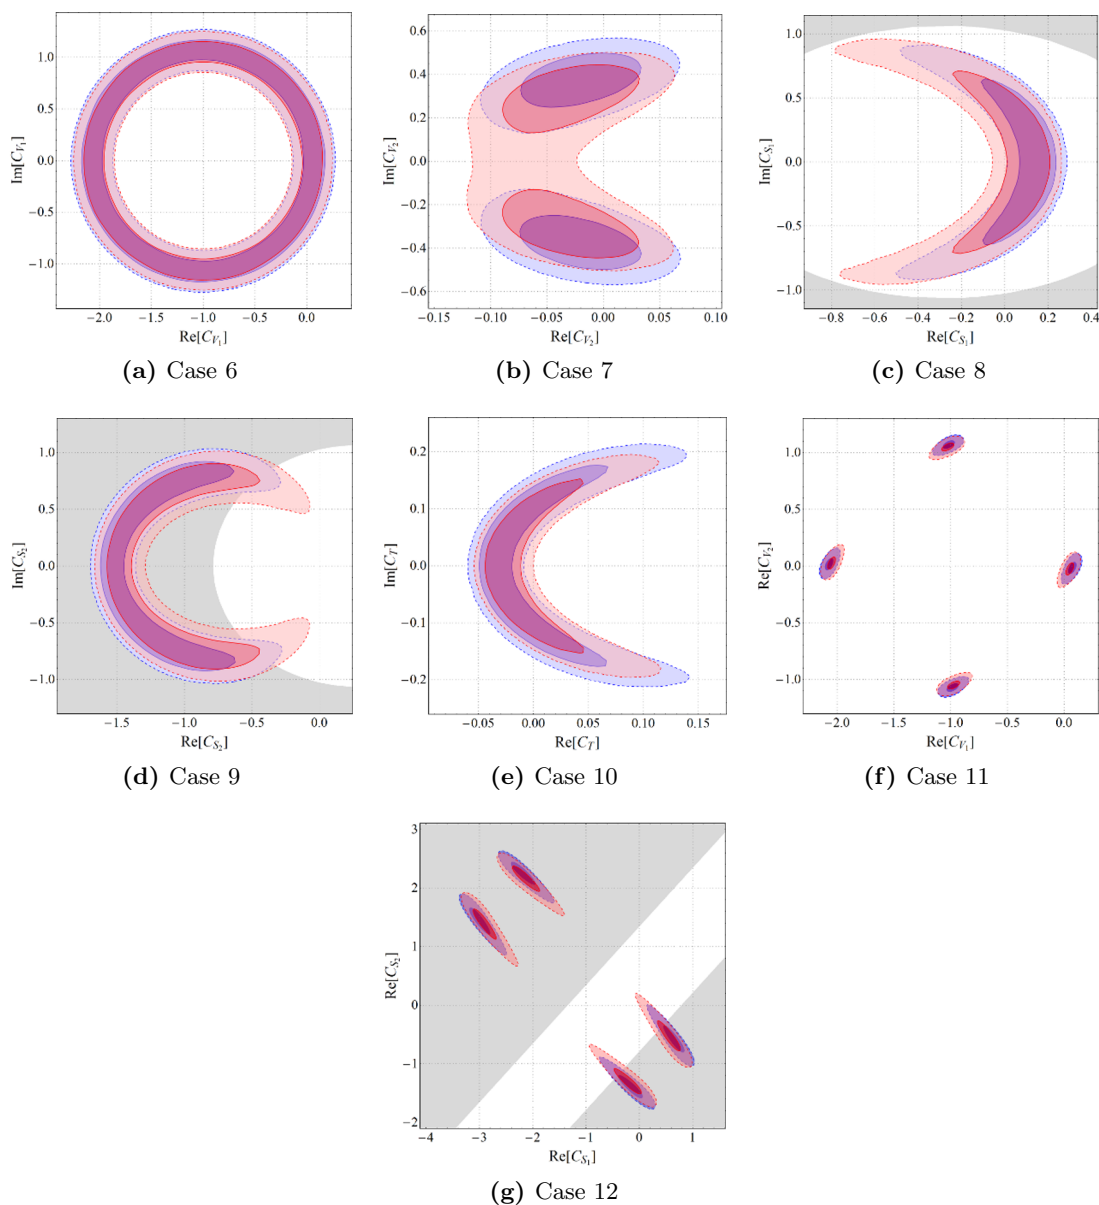 1.0
0.5
0.0
−0.5
−1.0
Im[C_{V_1}]
−2.0 −1.5 −1.0 −0.5 0.0
Re[C_{V_1}]
(a) Case 6
0.6
0.4
0.2
0.0
−0.2
−0.4
−0.6
Im[C_{V_2}]
−0.15 −0.10 −0.05 0.00 0.05 0.10
Re[C_{V_2}]
(b) Case 7
1.0
0.5
0.0
−0.5
−1.0
Im[C_{S_1}]
−0.8 −0.6 −0.4 −0.2 0.0 0.2 0.4
Re[C_{S_1}]
(c) Case 8
1.0
0.5
0.0
−0.5
−1.0
Im[C_{S_2}]
−1.5 −1.0 −0.5 0.0
Re[C_{S_2}]
(d) Case 9
0.2
0.1
0.0
−0.1
−0.2
Im[C_T]
−0.05 0.00 0.05 0.10 0.15
Re[C_T]
(e) Case 10
1.0
0.5
0.0
−0.5
−1.0
Re[C_{V_2}]
−2.0 −1.5 −1.0 −0.5 0.0
Re[C_{V_1}]
(f) Case 11
3
2
1
0
−1
−2
Re[C_{S_2}]
−4 −3 −2 −1 0 1
Re[C_{S_1}]
(g) Case 12